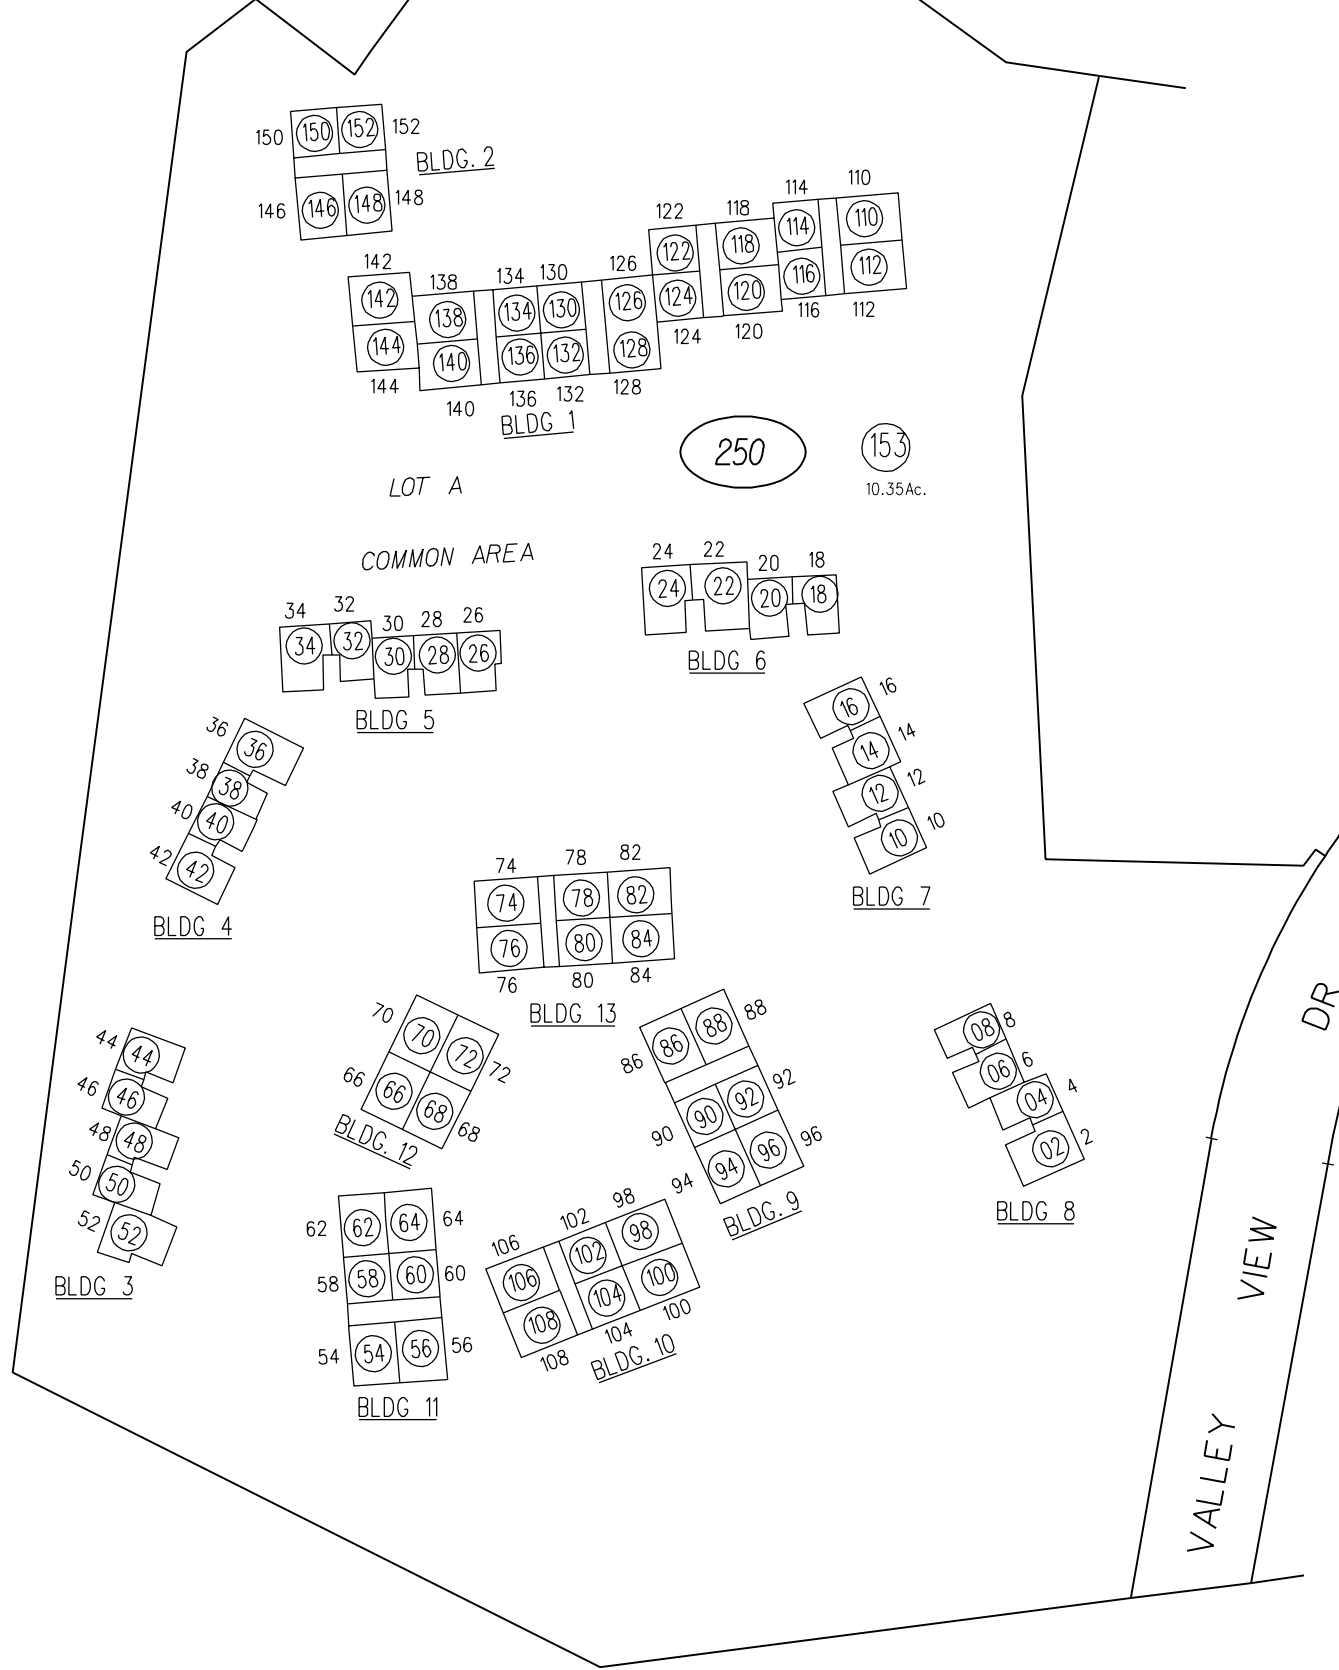 150 150 152 152
BLDG. 2
146 146 148 148
142 138 134 130 126 122 118 114 110
142 138 134 130 126 122 118 114 110
144 140 136 132 128 124 120 116 112
144 140 136 132 128 124 120 116 112
BLDG 1
250
153
10.35Ac.
LOT A
COMMON AREA
24 22 20 18
24 22 20 18
BLDG 6
34 32 30 28 26
34 32 30 28 26
BLDG 5
16 16
14 14
12 12
10 10
BLDG 7
36 36
38 38
40 40
42 42
BLDG 4
74 78 82
74 78 82
76 80 84
76 80 84
BLDG 13
44 44
46 46
48 48
50 50
52 52
BLDG 3
70 70 72 72
66 66 68 68
BLDG. 12
86 86 88 88
90 90 92 92
94 94 96 96
BLDG. 9
08 8
06 6
04 4
02 2
BLDG 8
62 62 64 64
58 58 60 60
54 54 56 56
BLDG 11
106 102 98
106 102 98
108 104 100
108 104 100
BLDG. 10
VALLEY VIEW DR